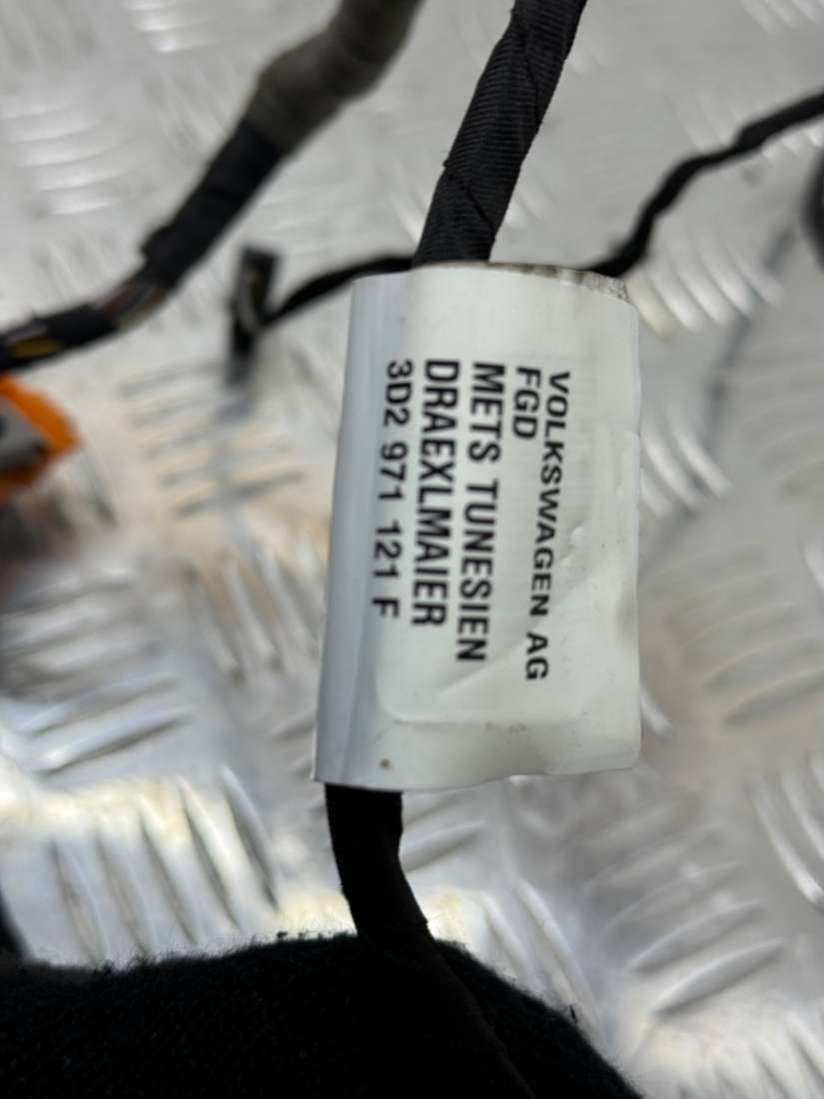 VOLKSWAGEN AG
FGD
METS TUNESIEN
DRAEXLMAIER
3D2 971 121 F